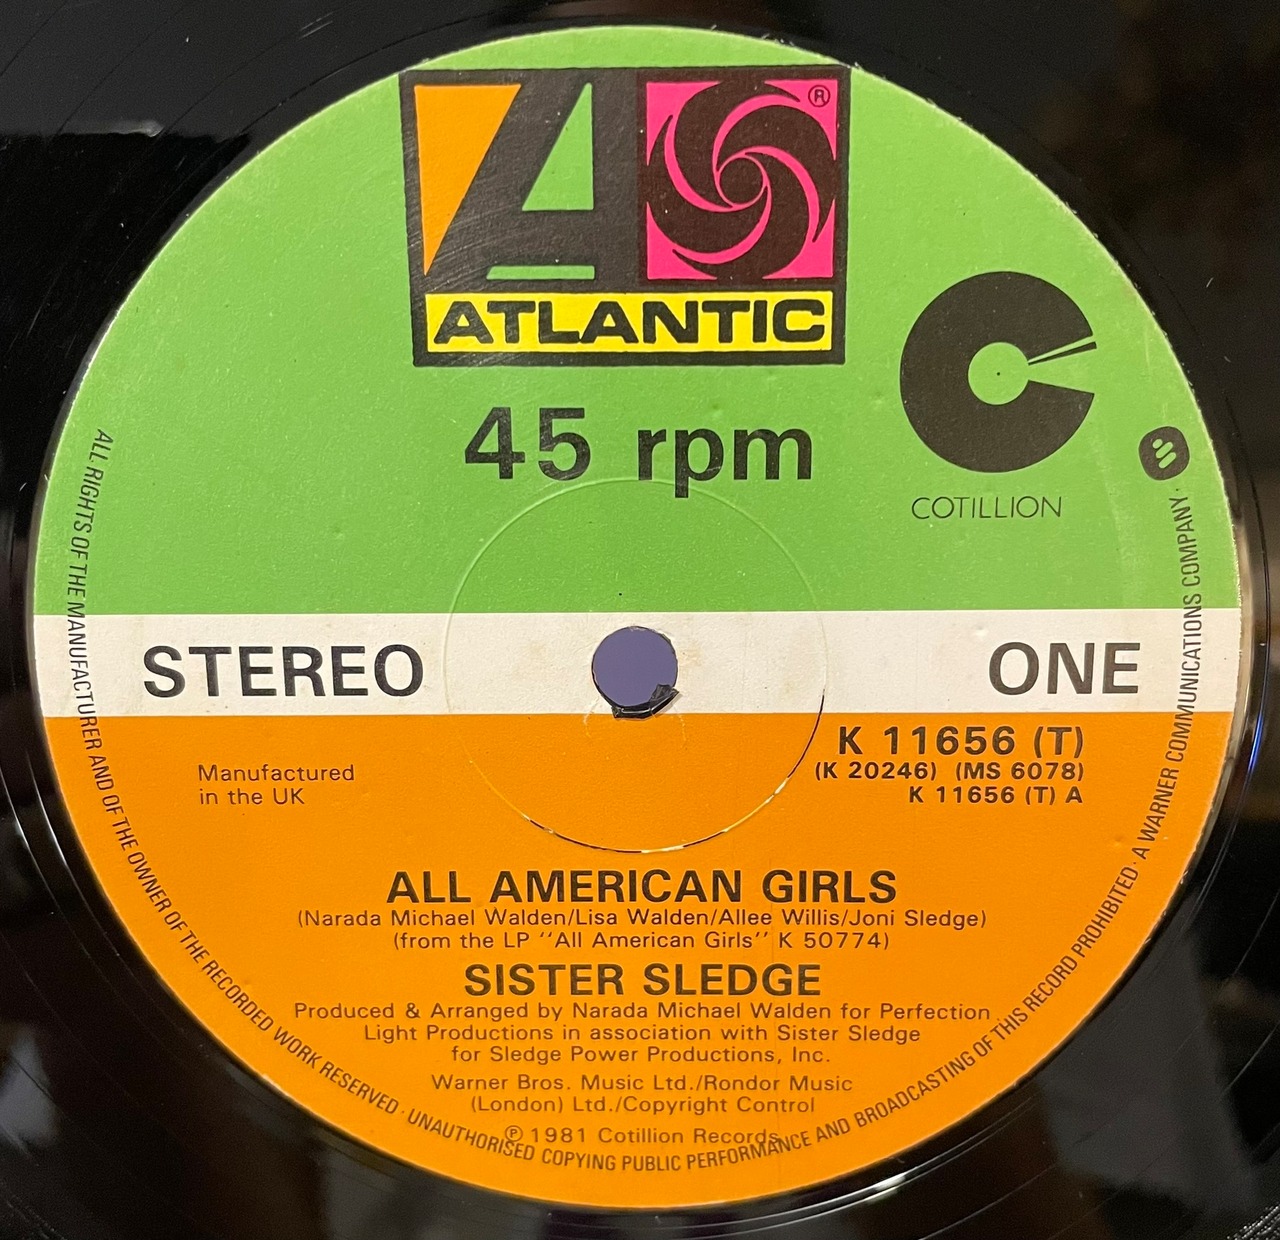 A
®
ATLANTIC
45 rpm
COTILLION
STEREO
ONE
K 11656 (T)
(K 20246) (MS 6078)
K 11656 (T) A
Manufactured
in the UK
ALL AMERICAN GIRLS
(Narada Michael Walden/Lisa Walden/Allee Willis/Joni Sledge)
(from the LP "All American Girls" K 50774)
SISTER SLEDGE
Produced & Arranged by Narada Michael Walden for Perfection
Light Productions in association with Sister Sledge
for Sledge Power Productions, Inc.
Warner Bros. Music Ltd./Rondor Music
(London) Ltd./Copyright Control
℗ 1981 Cotillion Records
ALL RIGHTS OF THE MANUFACTURER AND OF THE OWNER OF THE RECORDED WORK RESERVED · UNAUTHORISED COPYING PUBLIC PERFORMANCE AND BROADCASTING OF THIS RECORD PROHIBITED · A WARNER COMMUNICATIONS COMPANY ·